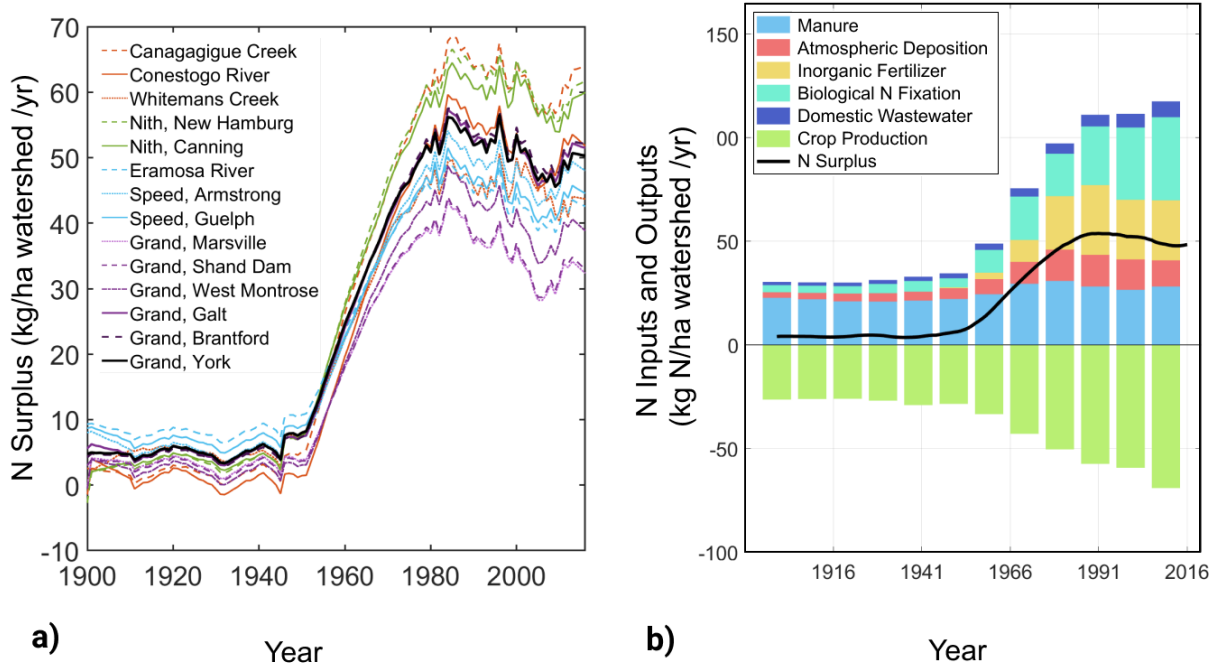 70
60
50
40
30
20
10
0
-10
N Surplus (kg/ha watershed /yr)
Canagagigue Creek
Conestogo River
Whitemans Creek
Nith, New Hamburg
Nith, Canning
Eramosa River
Speed, Armstrong
Speed, Guelph
Grand, Marsville
Grand, Shand Dam
Grand, West Montrose
Grand, Galt
Grand, Brantford
Grand, York
1900 1920 1940 1960 1980 2000
a)
Year
N Inputs and Outputs
(kg N/ha watershed /yr)
150
00
50
0
-50
-100
Manure
Atmospheric Deposition
Inorganic Fertilizer
Biological N Fixation
Domestic Wastewater
Crop Production
N Surplus
1916 1941 1966 1991 2016
b)
Year